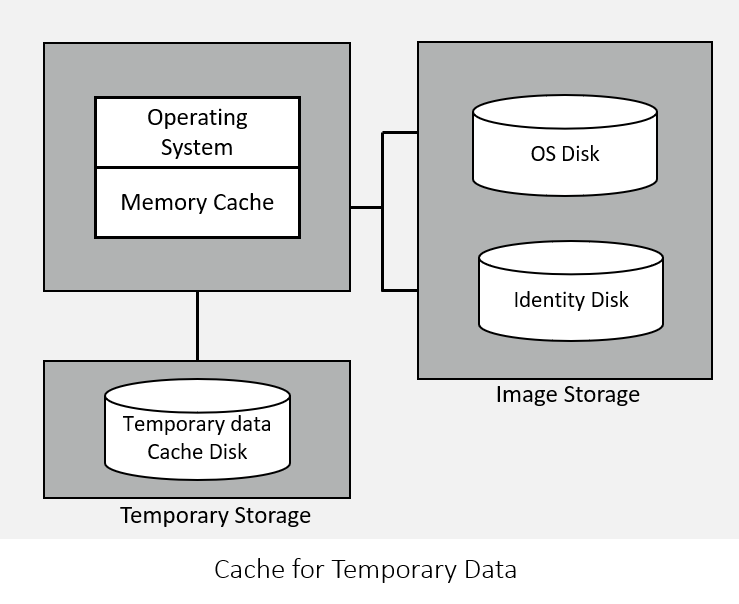 Operating
System
Memory Cache
OS Disk
Identity Disk
Image Storage
Temporary data
Cache Disk
Temporary Storage
Cache for Temporary Data